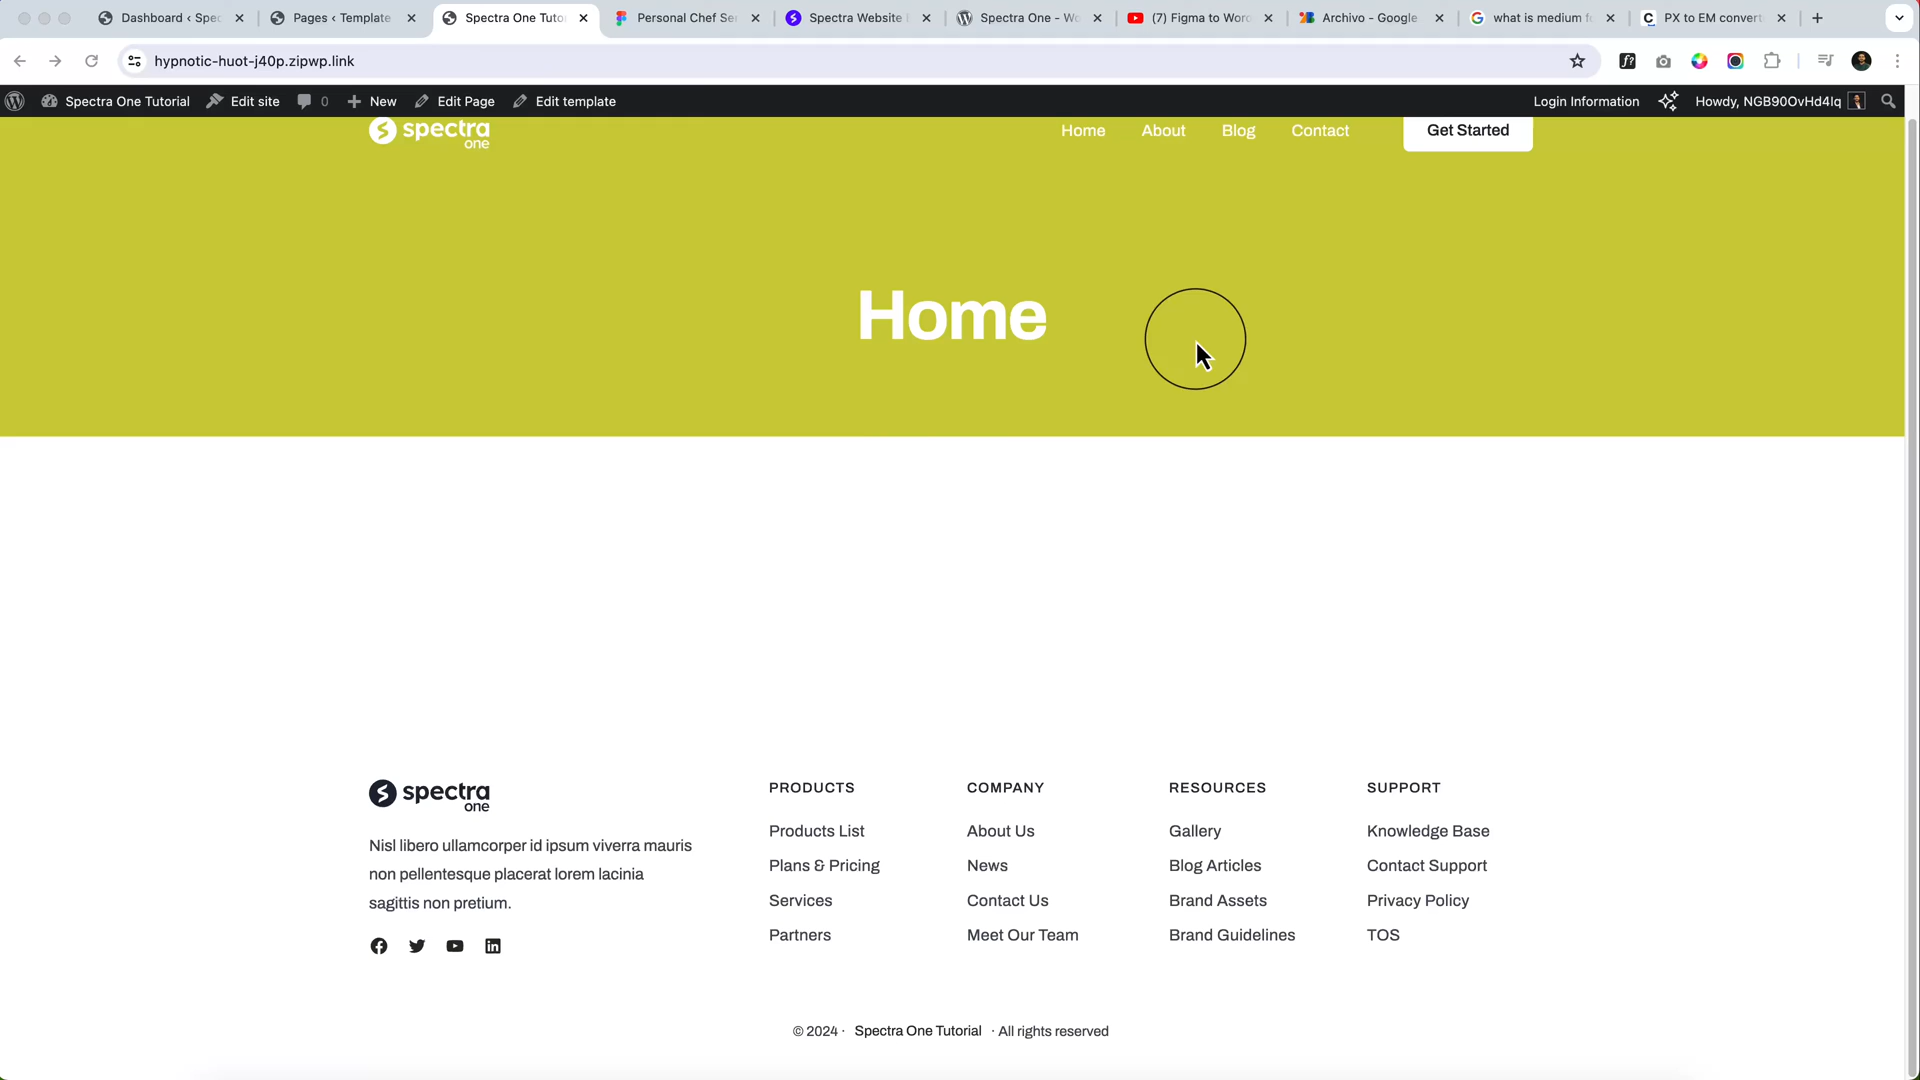 Dashboard ‹ Spec
Pages ‹ Template
Spectra One Tuto
Personal Chef Se
Spectra Website
Spectra One - Wo
(7) Figma to Wor
Archivo - Google
what is medium f
PX to EM convert
hypnotic-huot-j40p.zipwp.link
Spectra One Tutorial
Edit site
0
New
Edit Page
Edit template
Login Information
Howdy, NGB90OvHd4Iq
spectra
one
Home
About
Blog
Contact
Get Started
Home
spectra
one
Nisl libero ullamcorper id ipsum viverra mauris
non pellentesque placerat lorem lacinia
sagittis non pretium.
PRODUCTS
Products List
Plans & Pricing
Services
Partners
COMPANY
About Us
News
Contact Us
Meet Our Team
RESOURCES
Gallery
Blog Articles
Brand Assets
Brand Guidelines
SUPPORT
Knowledge Base
Contact Support
Privacy Policy
TOS
© 2024 · Spectra One Tutorial · All rights reserved